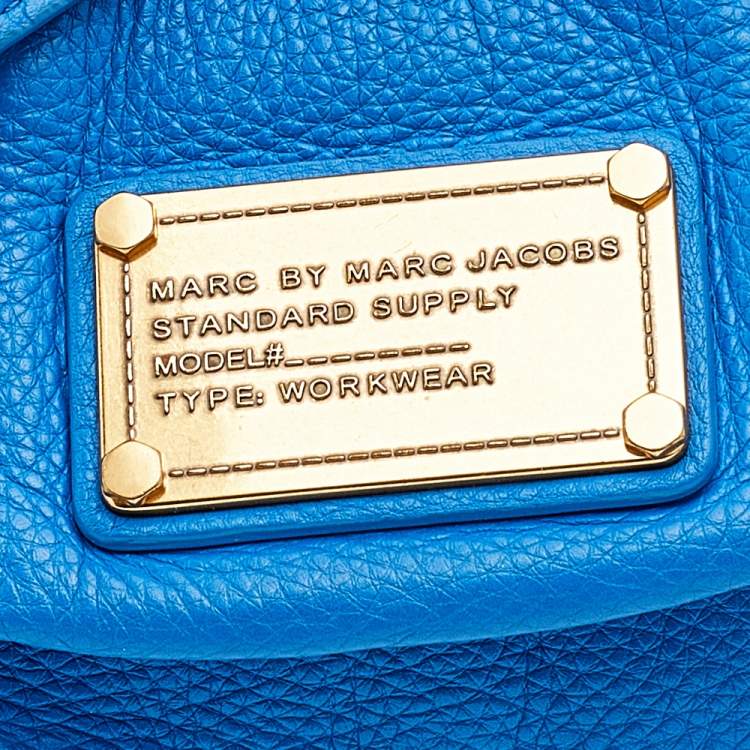 MARC BY MARC JACOBS
STANDARD SUPPLY
MODEL#_________
TYPE: WORKWEAR